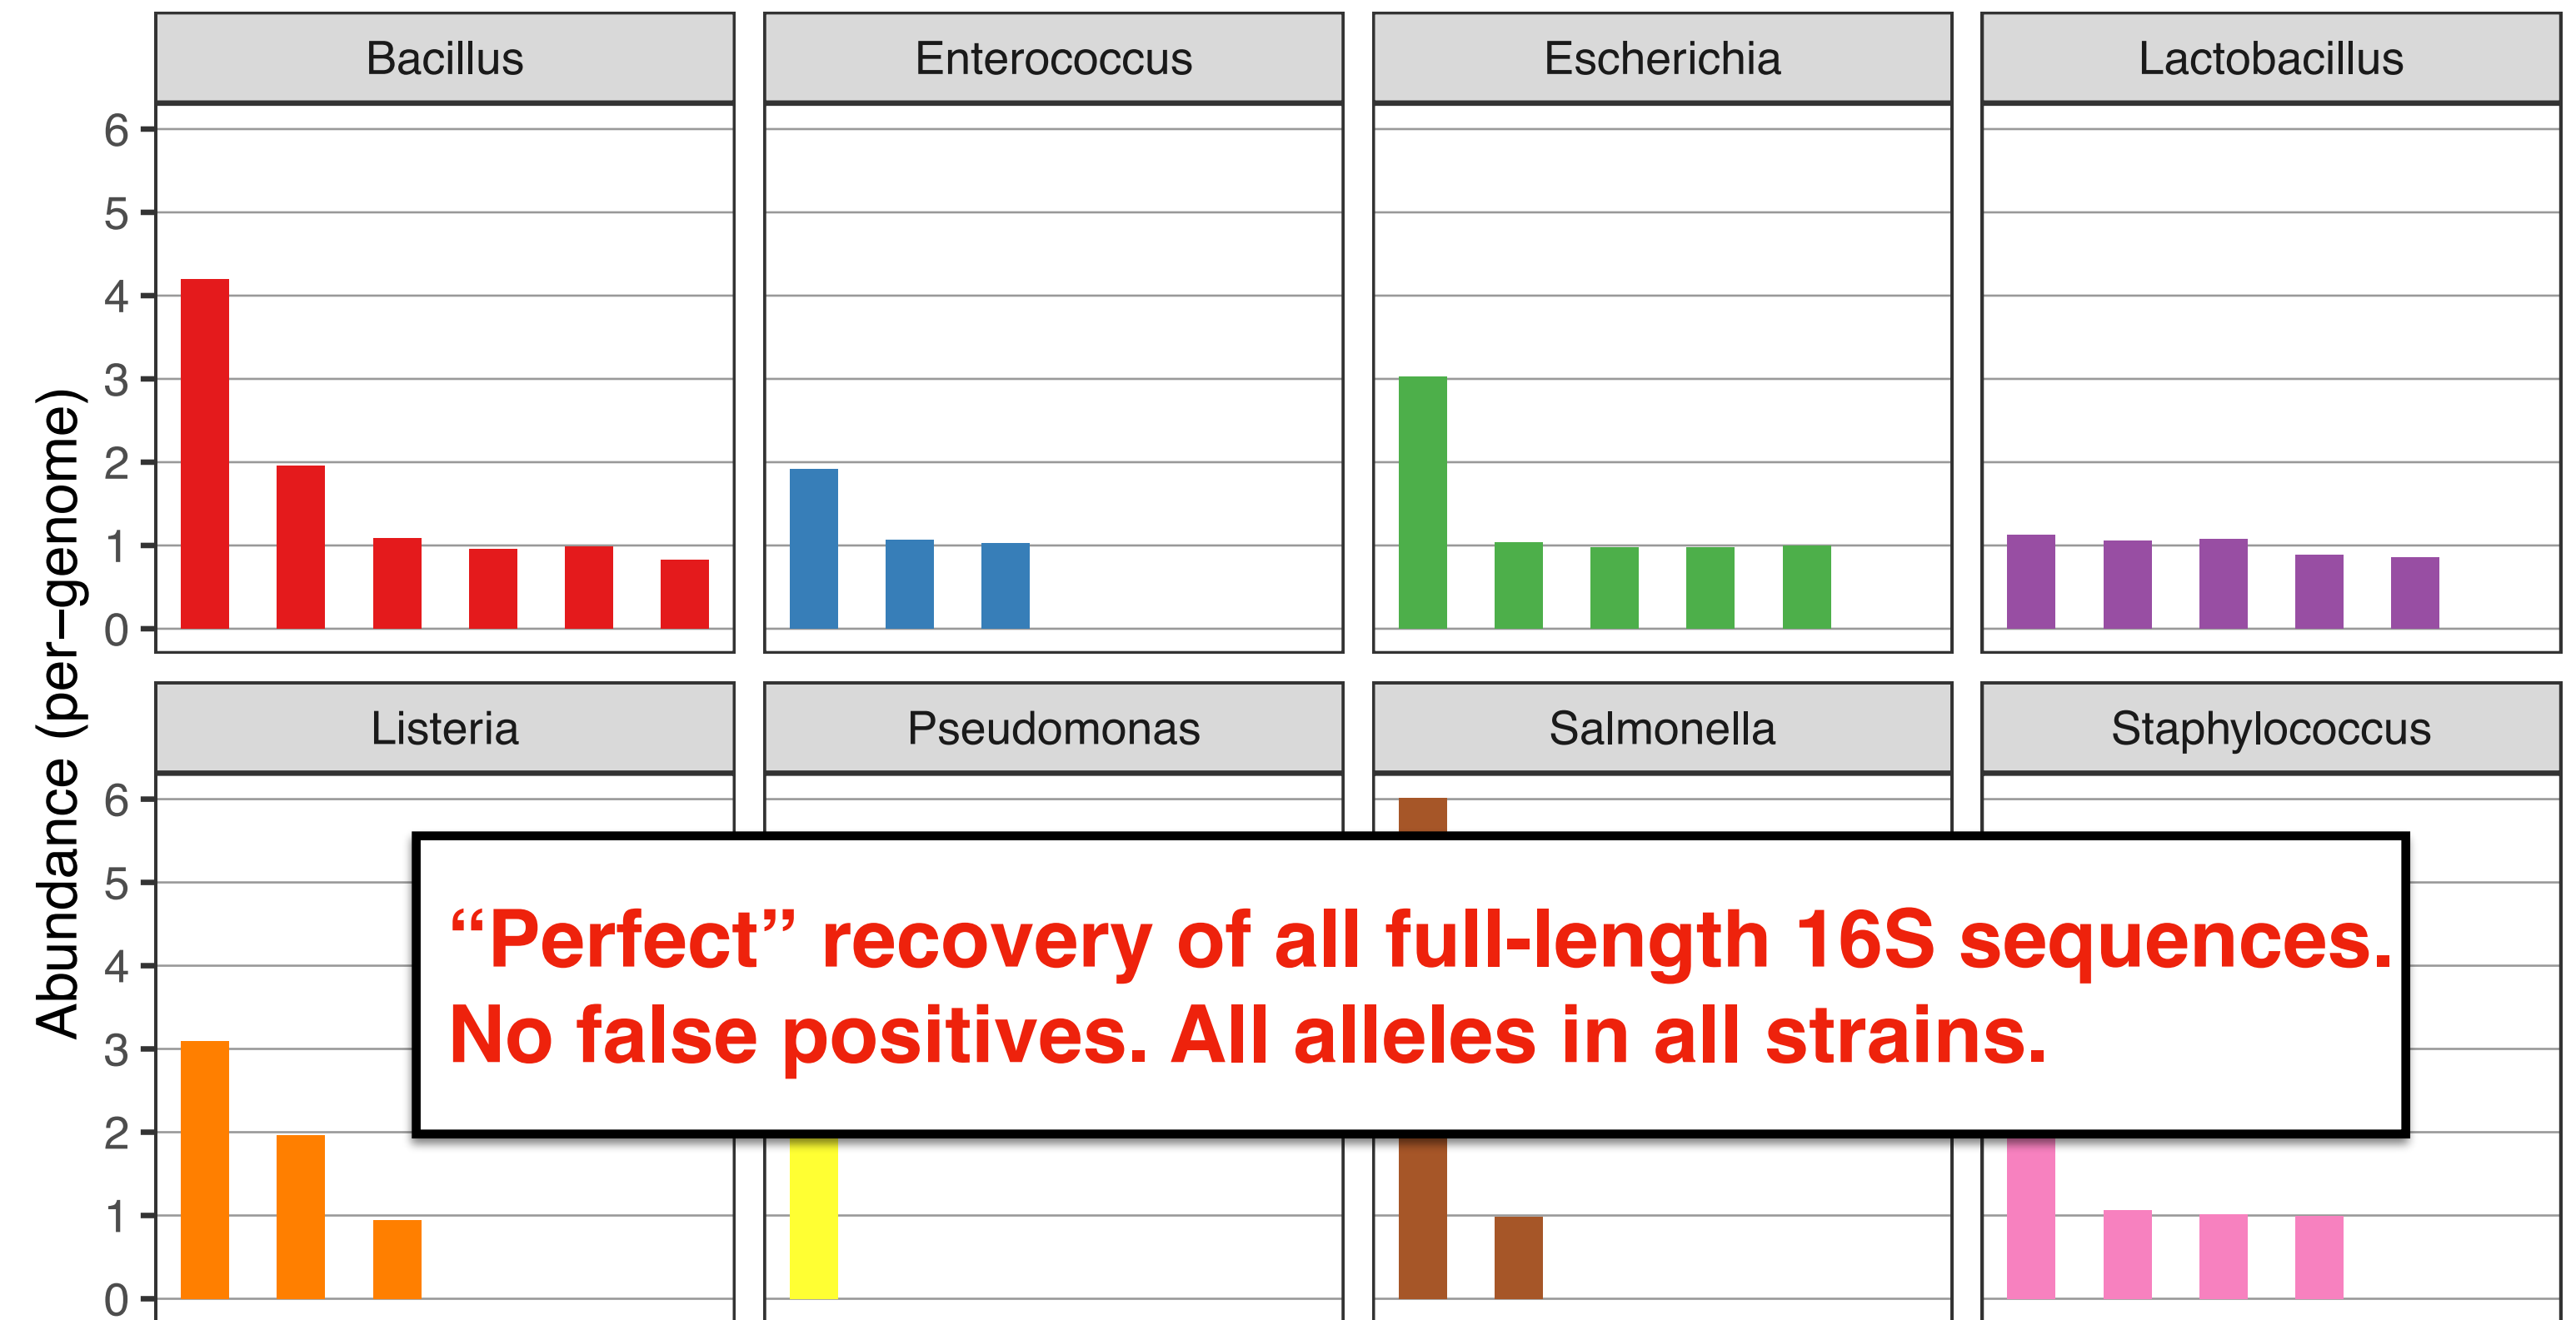 Bacillus
Enterococcus
Escherichia
Lactobacillus
6
5
4
3
2
1
0
Abundance (per−genome)
Listeria
Pseudomonas
Salmonella
Staphylococcus
6
5
4
3
2
1
0
“Perfect” recovery of all full-length 16S sequences.
No false positives. All alleles in all strains.